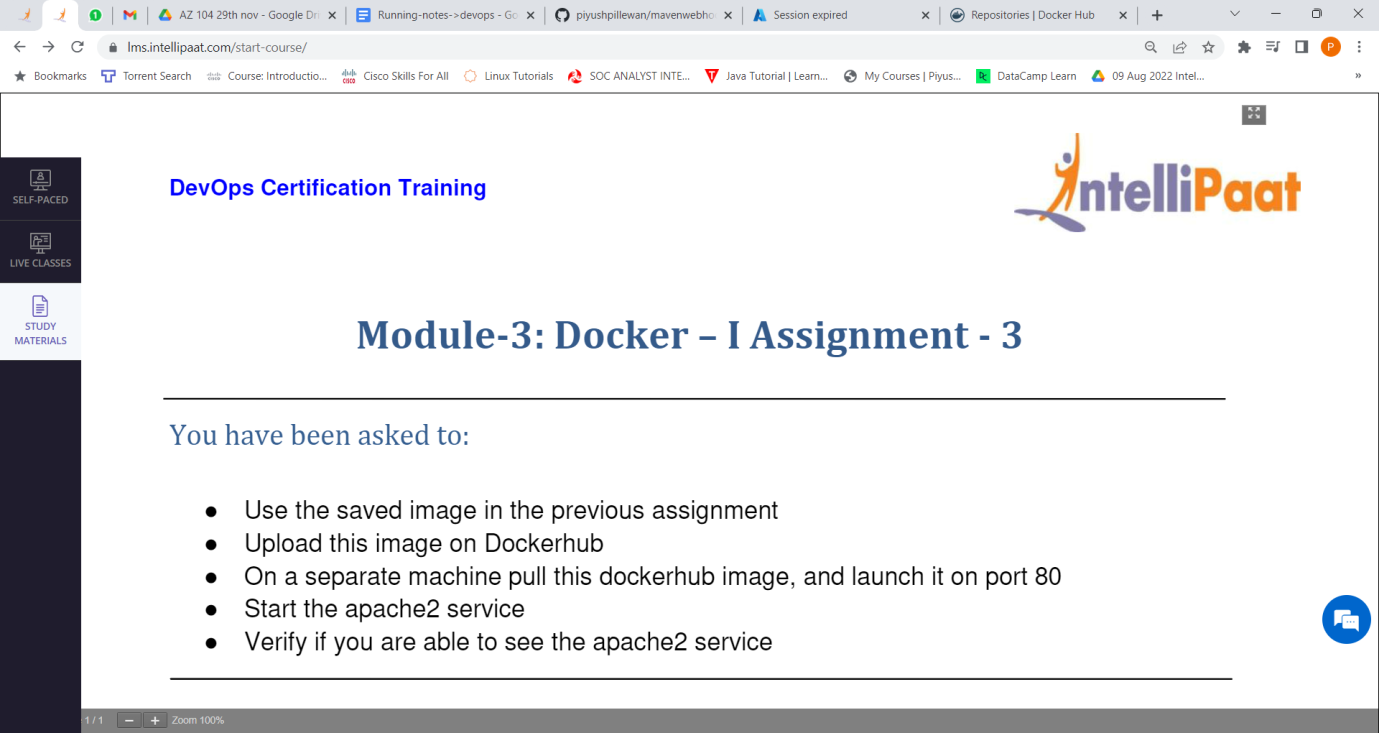 AZ 104 29th nov - Google Dri
Running-notes->devops - Go
piyushpillewan/mavenwebho
Session expired
Repositories | Docker Hub
lms.intellipaat.com/start-course/
P
Bookmarks
Torrent Search
Course: Introductio...
Cisco Skills For All
Linux Tutorials
SOC ANALYST INTE...
Java Tutorial | Learn...
My Courses | Piyus...
DataCamp Learn
09 Aug 2022 Intel...
DevOps Certification Training
IntelliPaat
SELF-PACED
LIVE CLASSES
STUDY
MATERIALS
Module-3: Docker – I Assignment - 3
You have been asked to:
● Use the saved image in the previous assignment
● Upload this image on Dockerhub
● On a separate machine pull this dockerhub image, and launch it on port 80
● Start the apache2 service
● Verify if you are able to see the apache2 service
1 / 1
Zoom 100%